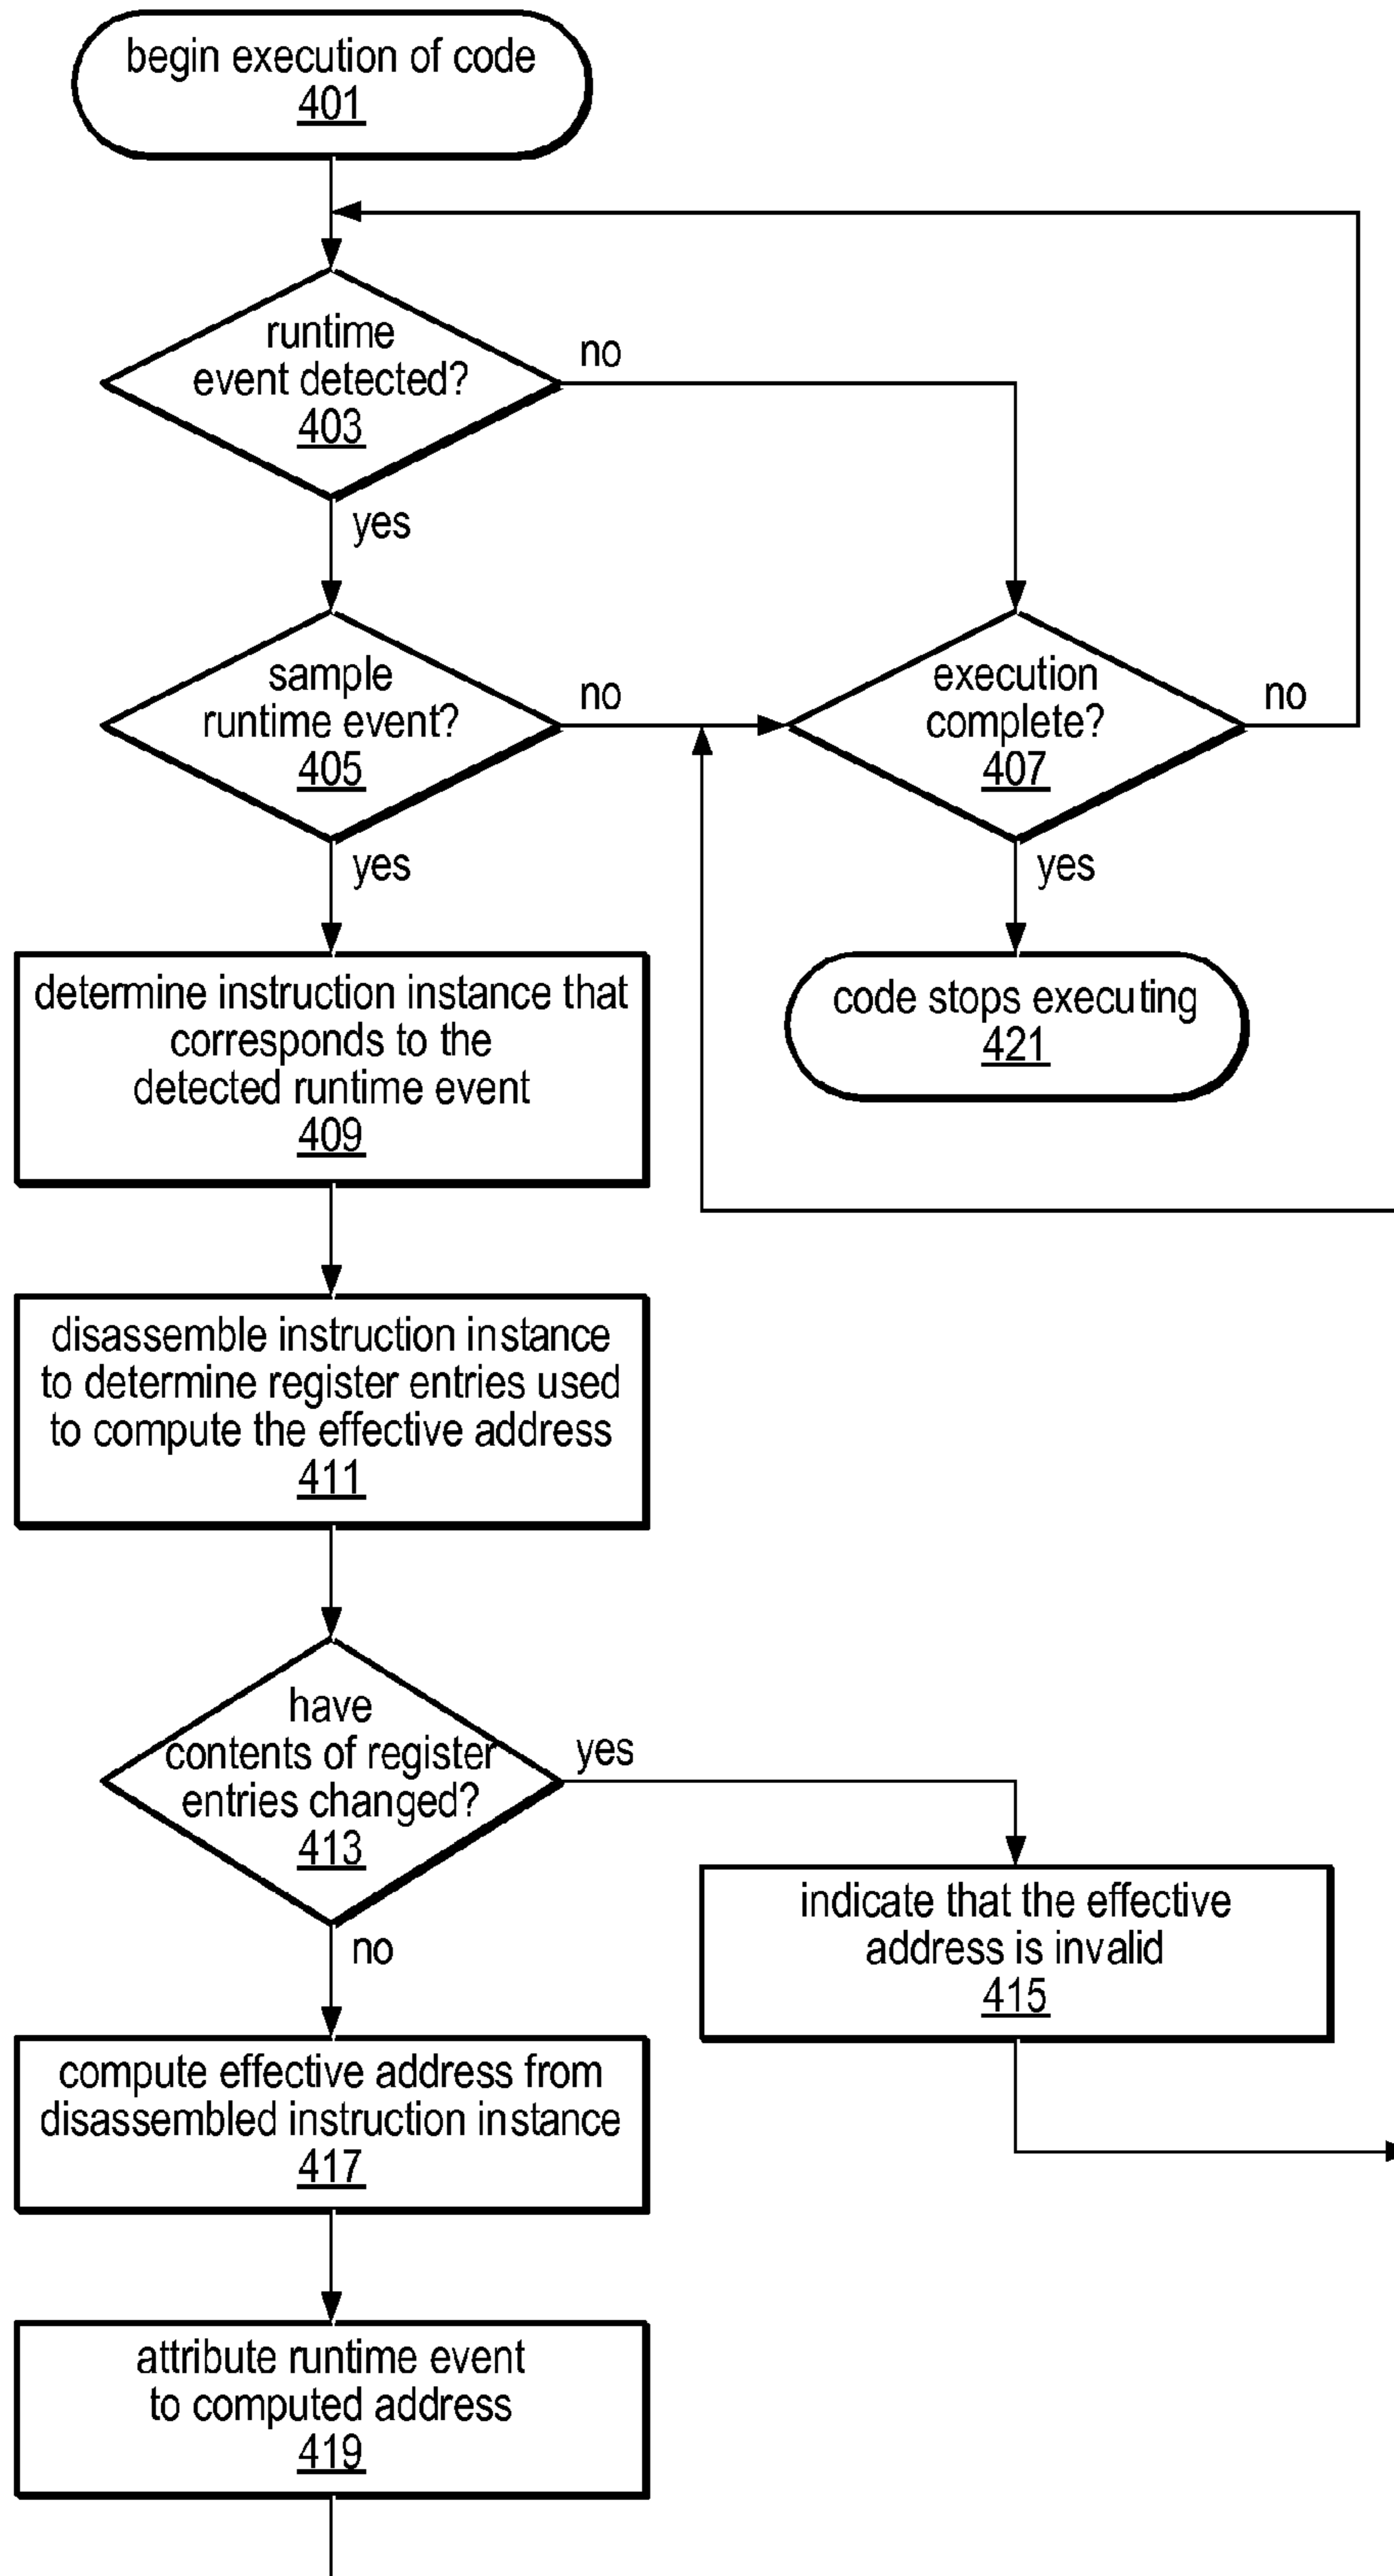 begin execution of code
401
runtime
event detected?
403
no
yes
sample
runtime event?
405
no
yes
execution
complete?
407
no
yes
determine instruction instance that
corresponds to the
detected runtime event
409
code stops executing
421
disassemble instruction instance
to determine register entries used
to compute the effective address
411
have
contents of register
entries changed?
413
yes
no
indicate that the effective
address is invalid
415
compute effective address from
disassembled instruction instance
417
attribute runtime event
to computed address
419